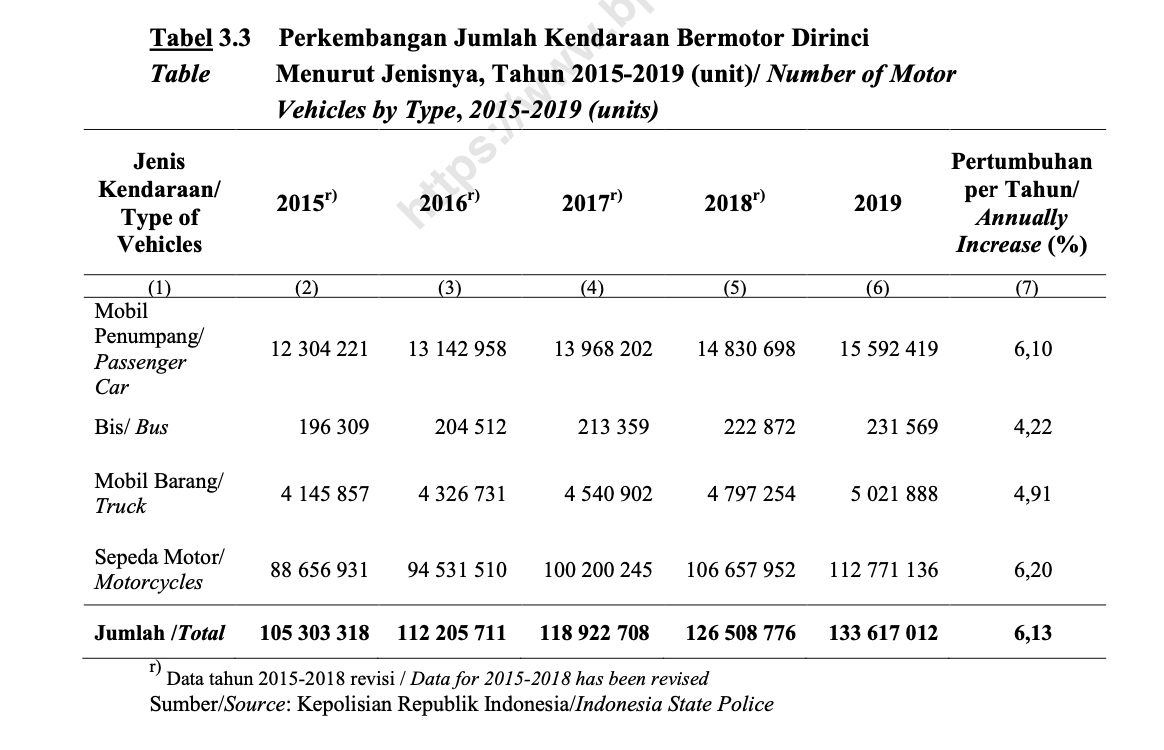 Tabel 3.3 Perkembangan Jumlah Kendaraan Bermotor Dirinci
Table Menurut Jenisnya, Tahun 2015-2019 (unit)/ Number of Motor
Vehicles by Type, 2015-2019 (units)
Jenis Kendaraan/ Type of Vehicles 2015r) 2016r) 2017r) 2018r) 2019 Pertumbuhan per Tahun/ Annually Increase (%)
(1) (2) (3) (4) (5) (6) (7)
Mobil
Penumpang/
Passenger
Car 12 304 221 13 142 958 13 968 202 14 830 698 15 592 419 6,10
Bis/ Bus 196 309 204 512 213 359 222 872 231 569 4,22
Mobil Barang/
Truck 4 145 857 4 326 731 4 540 902 4 797 254 5 021 888 4,91
Sepeda Motor/
Motorcycles 88 656 931 94 531 510 100 200 245 106 657 952 112 771 136 6,20
Jumlah /Total 105 303 318 112 205 711 118 922 708 126 508 776 133 617 012 6,13
r) Data tahun 2015-2018 revisi / Data for 2015-2018 has been revised
Sumber/Source: Kepolisian Republik Indonesia/Indonesia State Police
https://www.bp